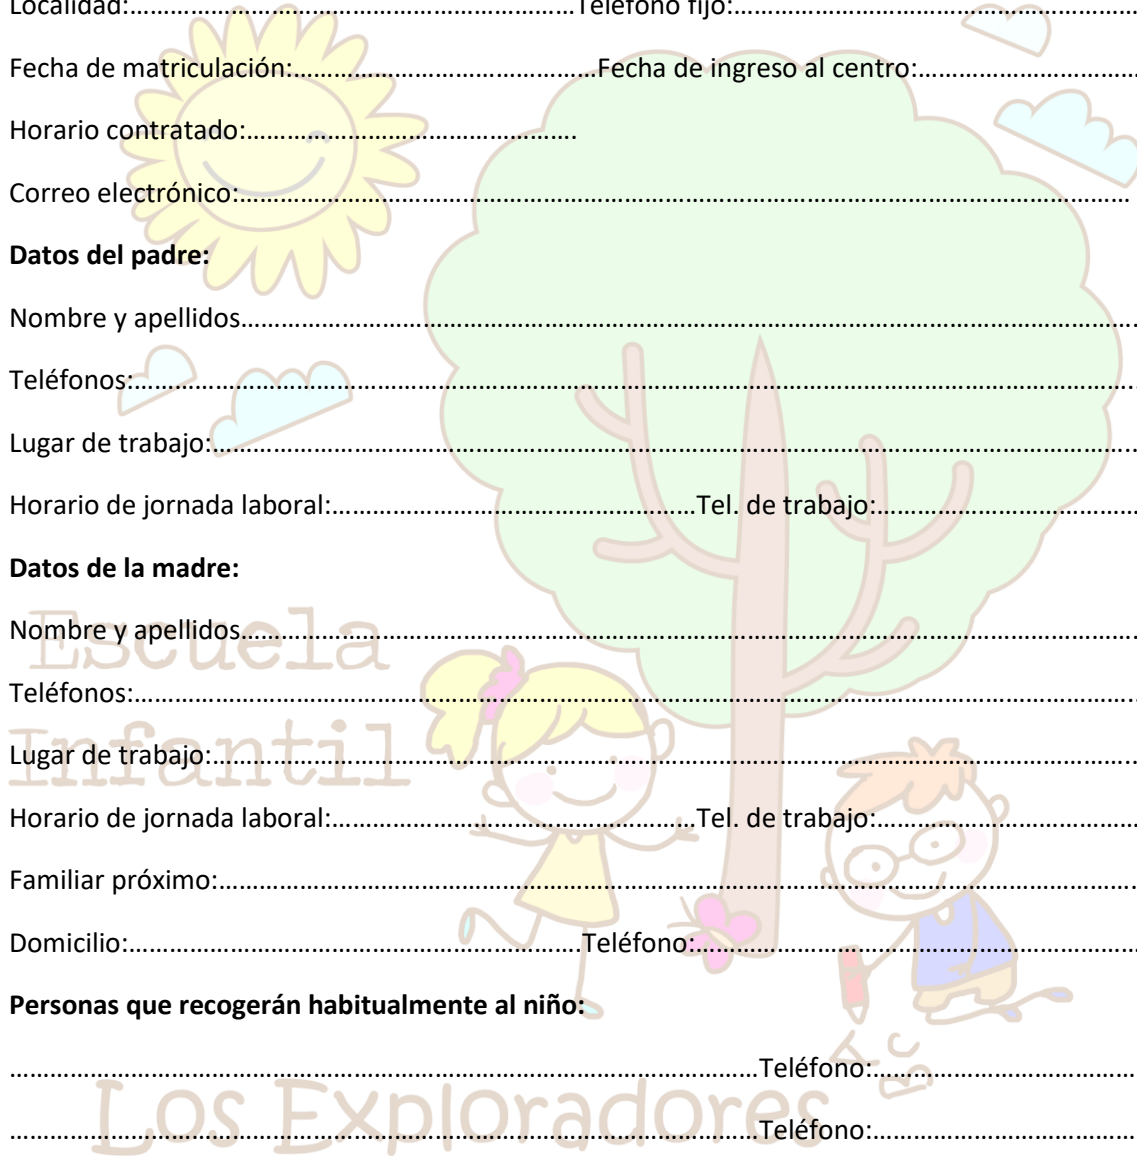 Localidad:……………………………………………………………Teléfono fijo:……………………………………………………
Fecha de matriculación:………………………………………Fecha de ingreso al centro:……………………………
Horario contratado:…………………………………………….
Correo electrónico:……………………………………………………………………………………………………………………
Datos del padre:
Nombre y apellidos………………………………………………………………………………………………………………………
Teléfonos:……………………………………………………………………………………………………………………………………
Lugar de trabajo:…………………………………………………………………………………………………………………………
Horario de jornada laboral:………………………………………………Tel. de trabajo:…………………………………
Datos de la madre:
Nombre y apellidos………………………………………………………………………………………………………………………
Teléfonos:……………………………………………………………………………………………………………………………………
Lugar de trabajo:…………………………………………………………………………………………………………………………
Horario de jornada laboral:………………………………………………Tel. de trabajo:…………………………………
Familiar próximo:…………………………………………………………………………………………………………………………
Domicilio:……………………………………………………………Teléfono:…………………………………………………………
Personas que recogerán habitualmente al niño:
…………………………………………………………………………………………………Teléfono:…………………………………
…………………………………………………………………………………………………Teléfono:…………………………………
Escuela
Infantil
A
B
C
Los Exploradores